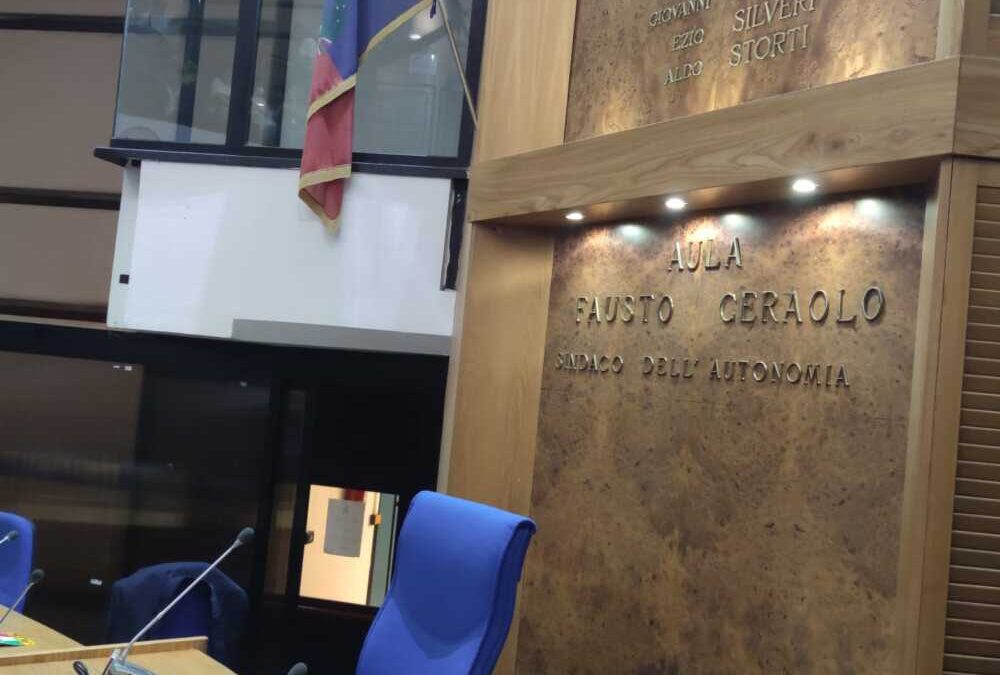 GIOVANNI
EZIO SILVERI
ALDO STORTI
AULA
FAUSTO CERAOLO
SINDACO DELL'AUTONOMIA